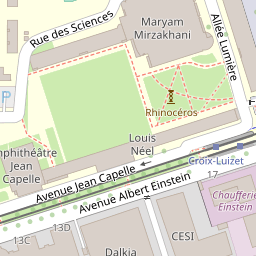 Rue des Sciences
Maryam
Mirzakhani
Allée Lumière
P
Rhinocéros
Louis
Néel
mphithéâtre
Jean
Capelle
Croix-Luizet
17
Avenue Jean Capelle
Avenue Albert Einstein
Chaufferie
Einstein
13D
13C
CESI
Dalkia